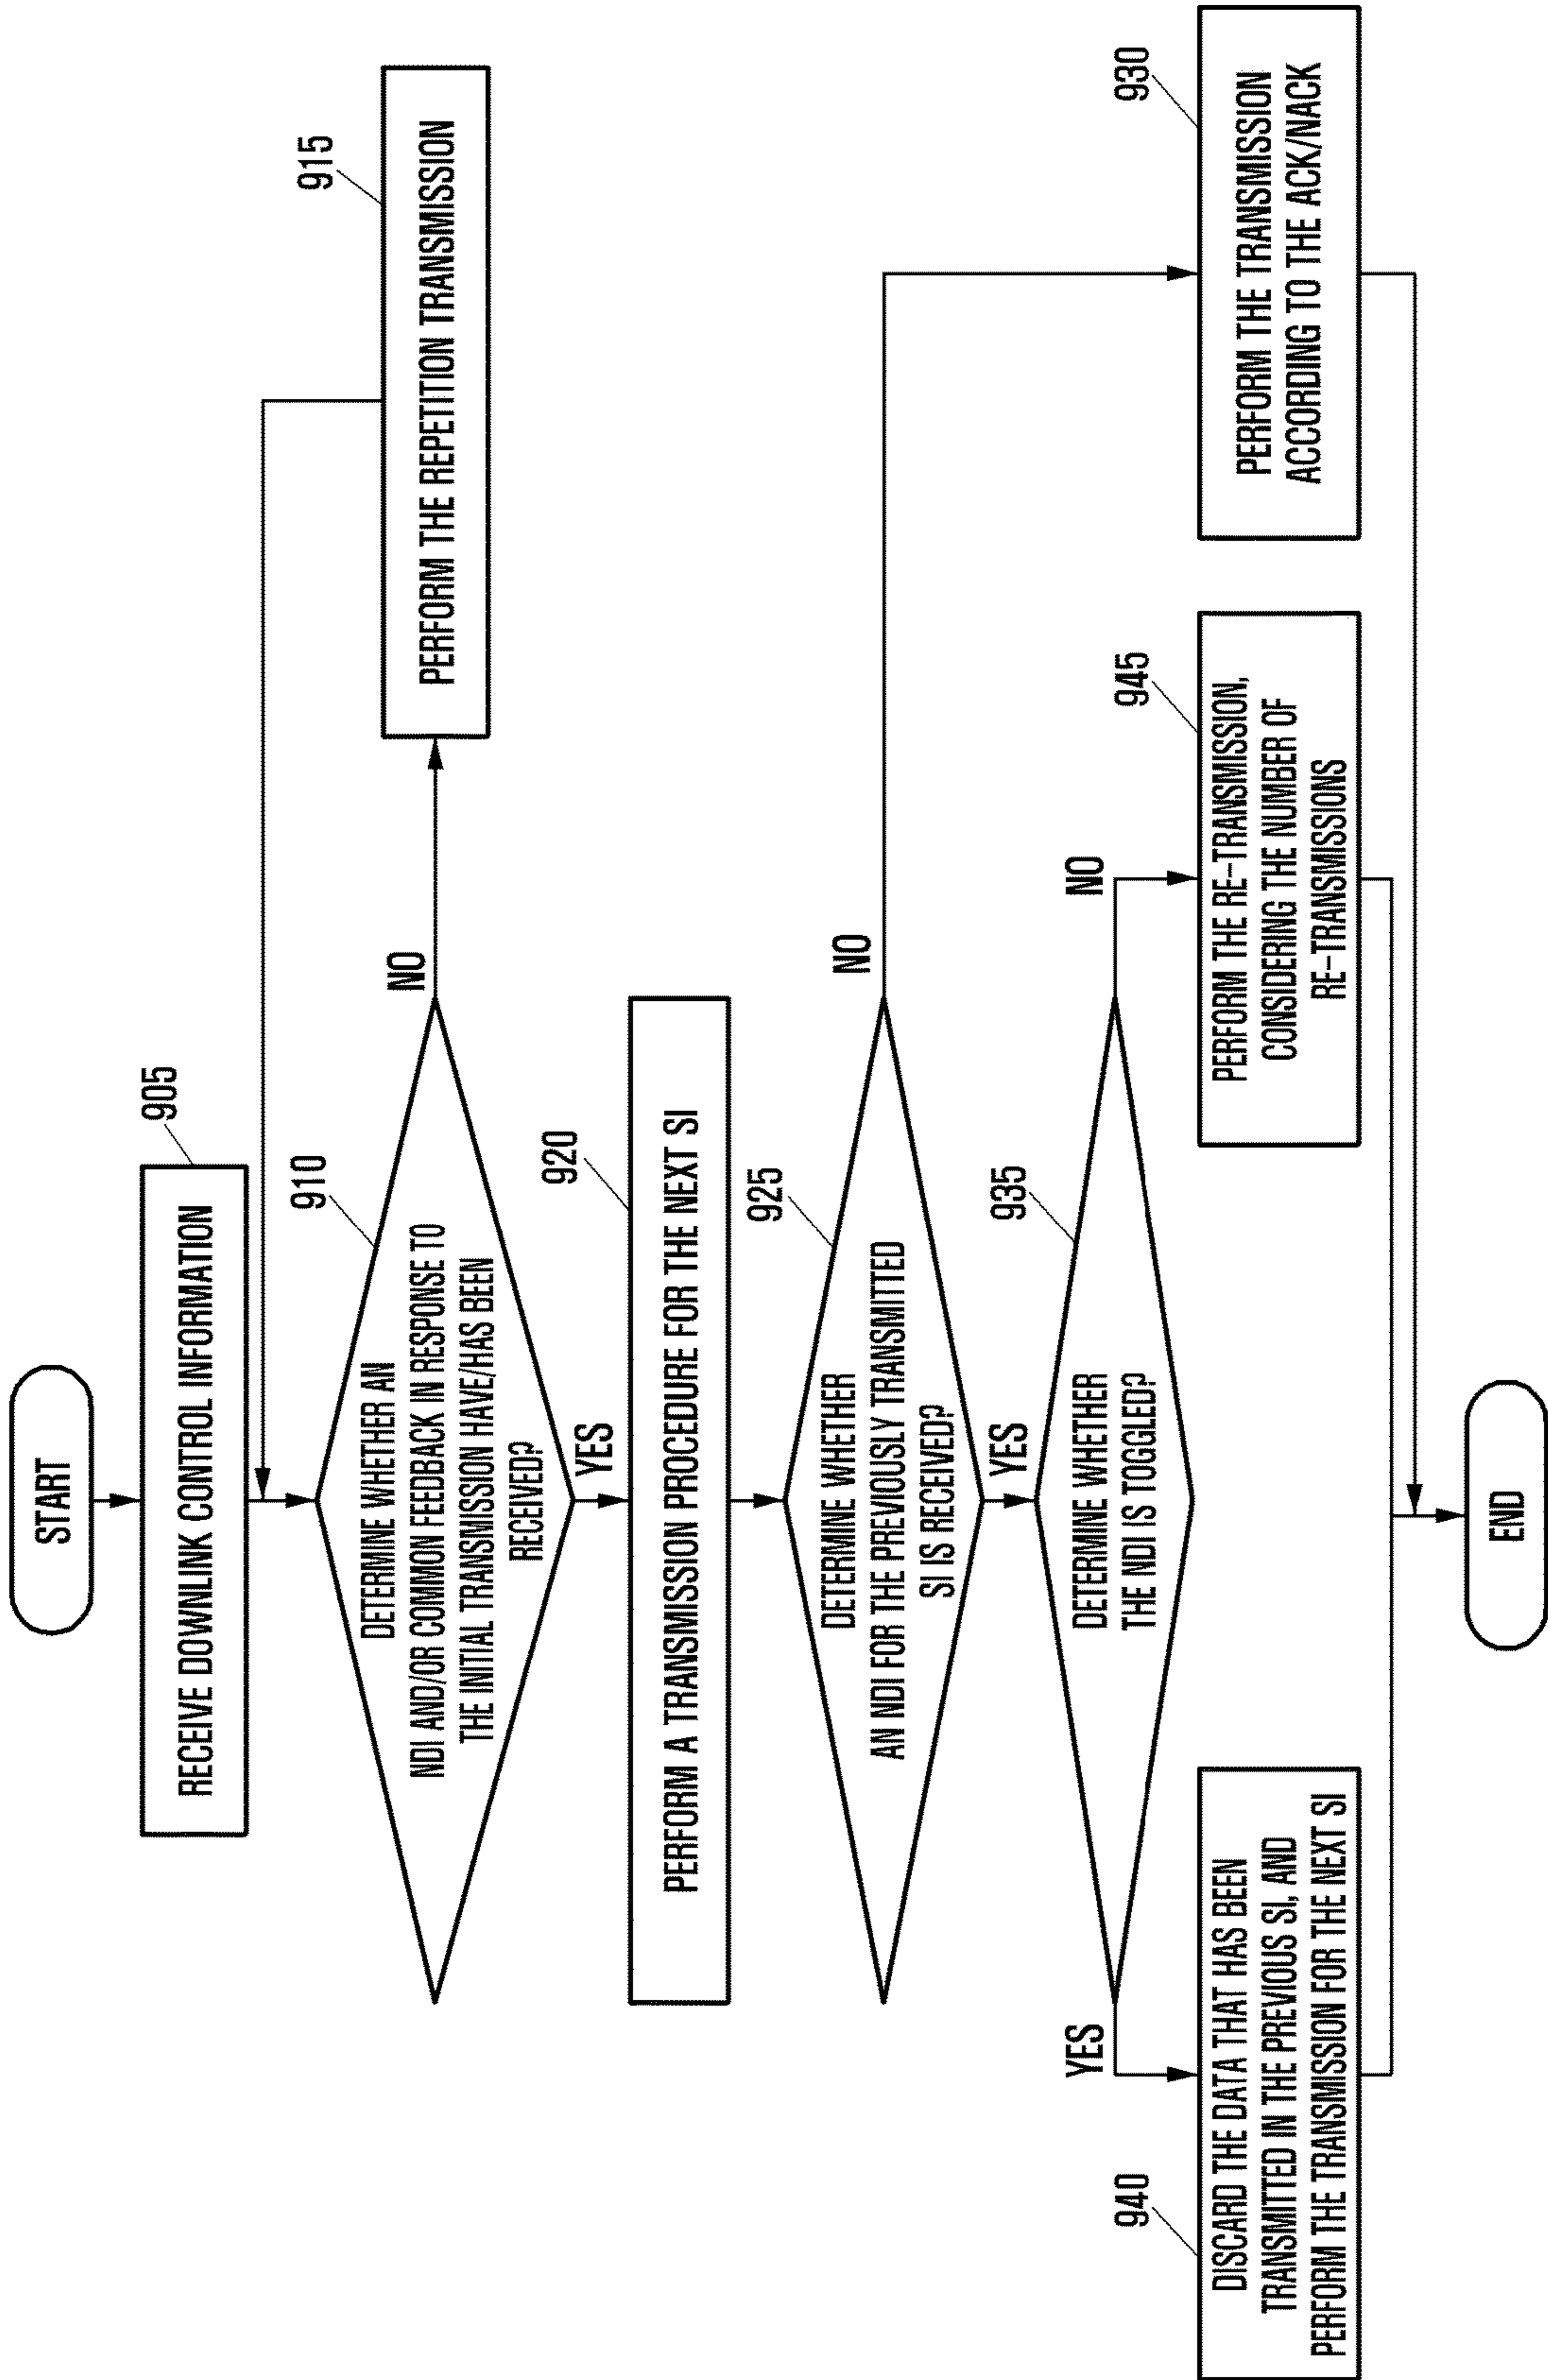 START
905
RECEIVE DOWNLINK CONTROL INFORMATION
910
DETERMINE WHETHER AN
NDI AND/OR COMMON FEEDBACK IN RESPONSE TO
THE INITIAL TRANSMISSION HAVE/HAS BEEN
RECEIVED?
NO
915
PERFORM THE REPETITION TRANSMISSION
YES
920
PERFORM A TRANSMISSION PROCEDURE FOR THE NEXT SI
925
DETERMINE WHETHER
AN NDI FOR THE PREVIOUSLY TRANSMITTED
SI IS RECEIVED?
NO
YES
935
DETERMINE WHETHER
THE NDI IS TOGGLED?
YES
NO
940
DISCARD THE DATA THAT HAS BEEN
TRANSMITTED IN THE PREVIOUS SI, AND
PERFORM THE TRANSMISSION FOR THE NEXT SI
945
PERFORM THE RE-TRANSMISSION,
CONSIDERING THE NUMBER OF
RE-TRANSMISSIONS
930
PERFORM THE TRANSMISSION
ACCORDING TO THE ACK/NACK
END